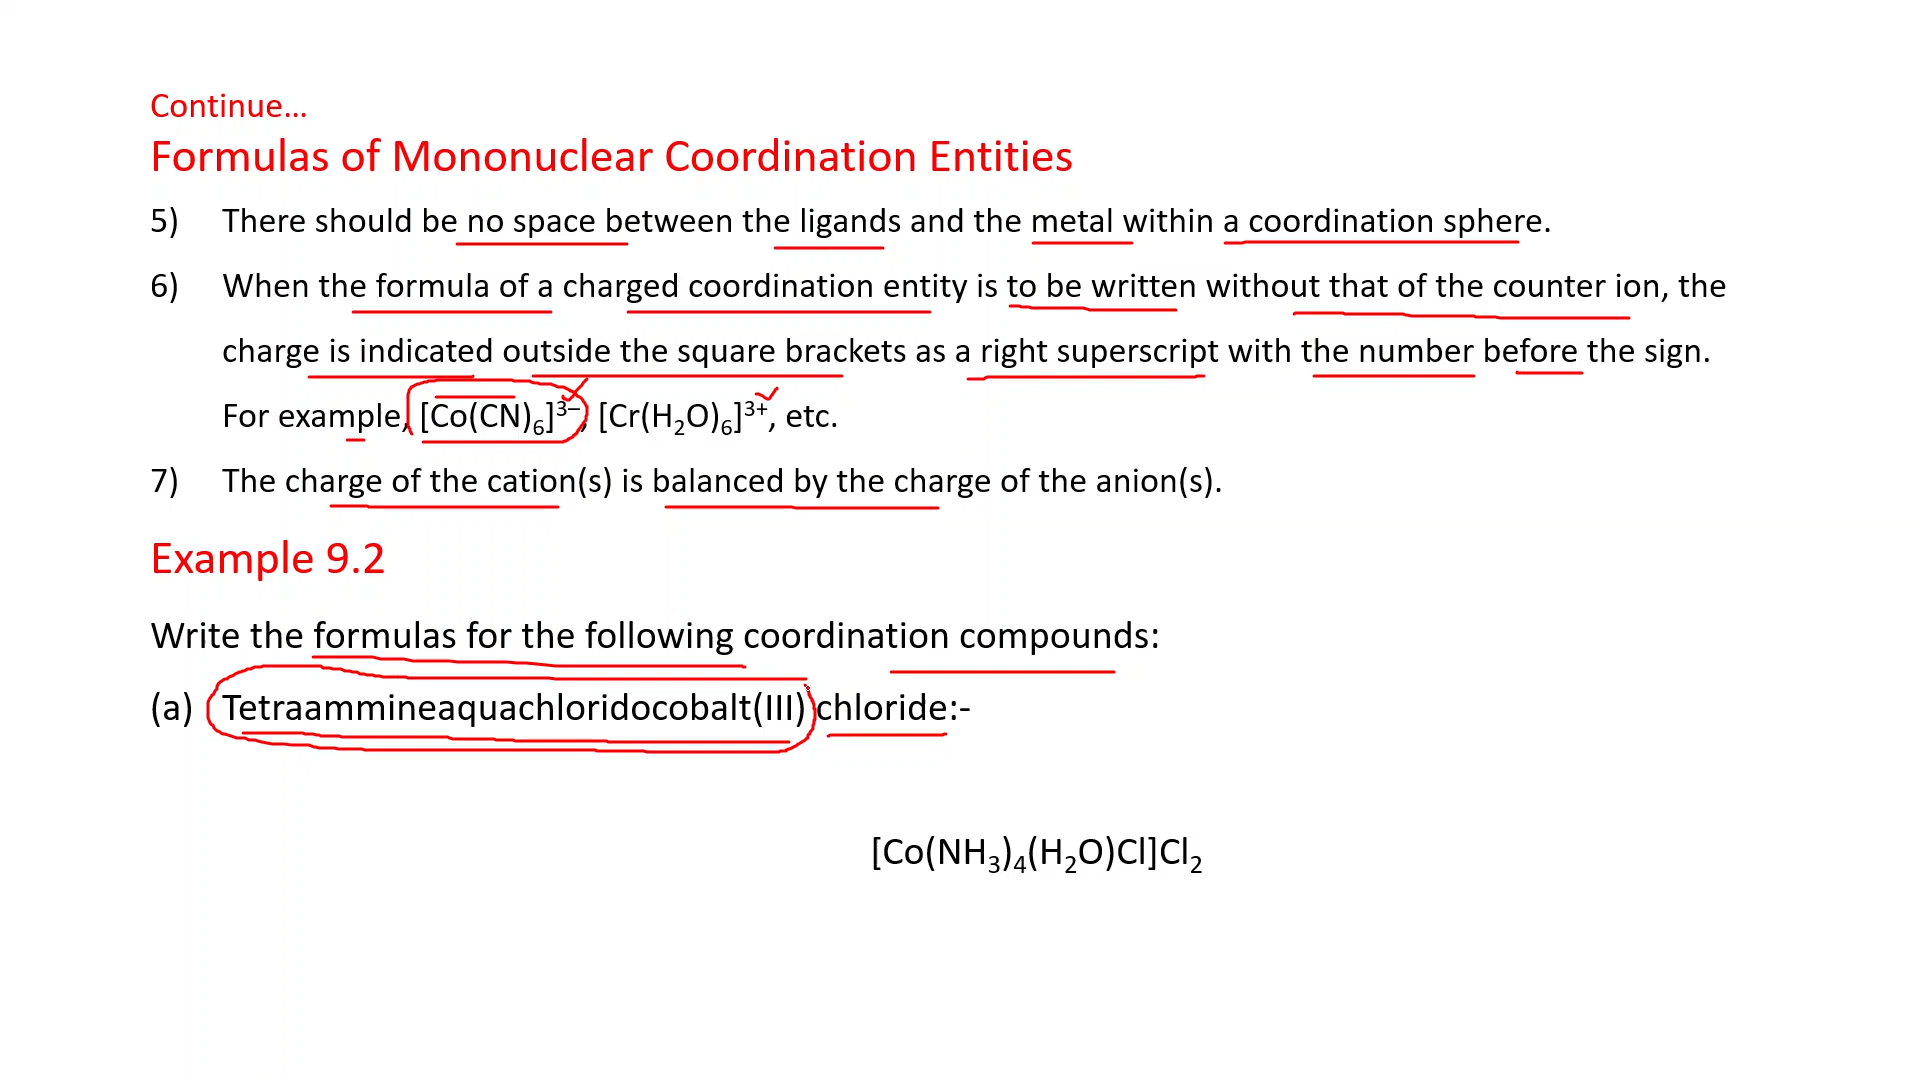 Continue...
Formulas of Mononuclear Coordination Entities
5) There should be no space between the ligands and the metal within a coordination sphere.
6) When the formula of a charged coordination entity is to be written without that of the counter ion, the
charge is indicated outside the square brackets as a right superscript with the number before the sign.
For example, [Co(CN)₆]³⁻, [Cr(H₂O)₆]³⁺, etc.
7) The charge of the cation(s) is balanced by the charge of the anion(s).
Example 9.2
Write the formulas for the following coordination compounds:
(a) Tetraammineaquachloridocobalt(III) chloride:-
[Co(NH₃)₄(H₂O)Cl]Cl₂